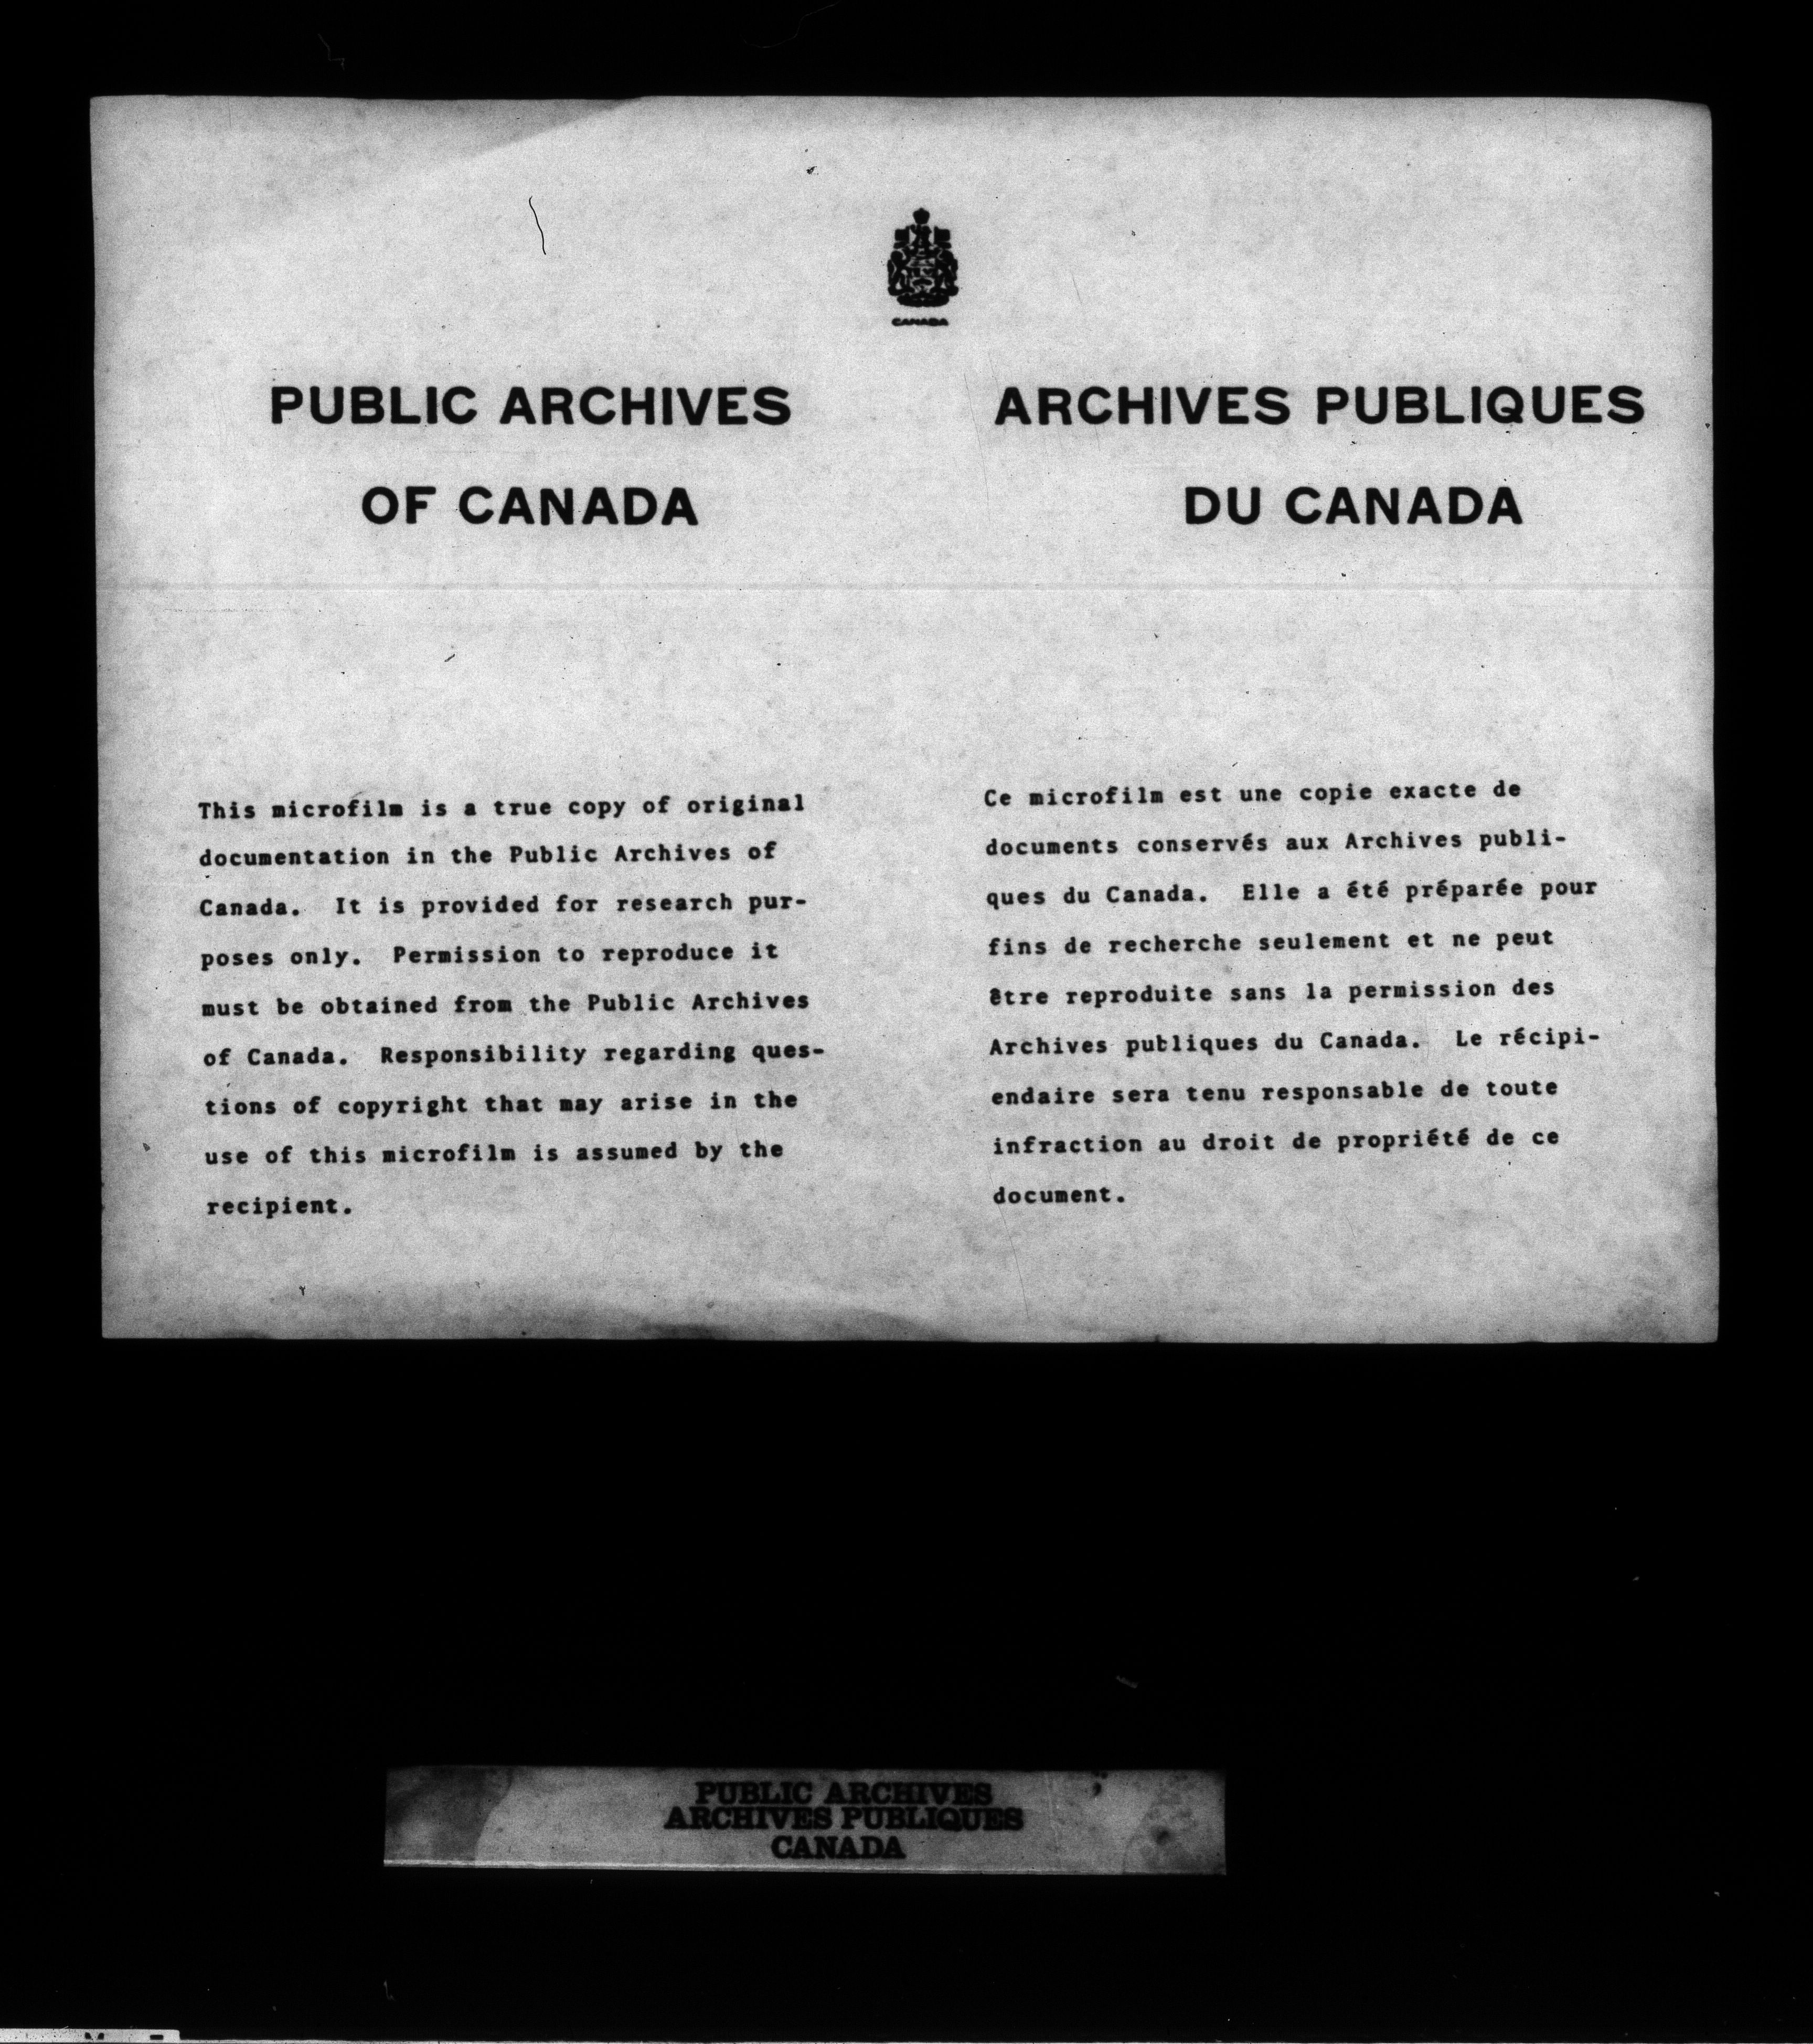 CANADA
PUBLIC ARCHIVES
OF CANADA
ARCHIVES PUBLIQUES
DU CANADA
This microfilm is a true copy of original
documentation in the Public Archives of
Canada. It is provided for research pur-
poses only. Permission to reproduce it
must be obtained from the Public Archives
of Canada. Responsibility regarding ques-
tions of copyright that may arise in the
use of this microfilm is assumed by the
recipient.
Ce microfilm est une copie exacte de
documents conservés aux Archives publi-
ques du Canada. Elle a été préparée pour
fins de recherche seulement et ne peut
être reproduite sans la permission des
Archives publiques du Canada. Le récipi-
endaire sera tenu responsable de toute
infraction au droit de propriété de ce
document.
PUBLIC ARCHIVES
ARCHIVES PUBLIQUES
CANADA